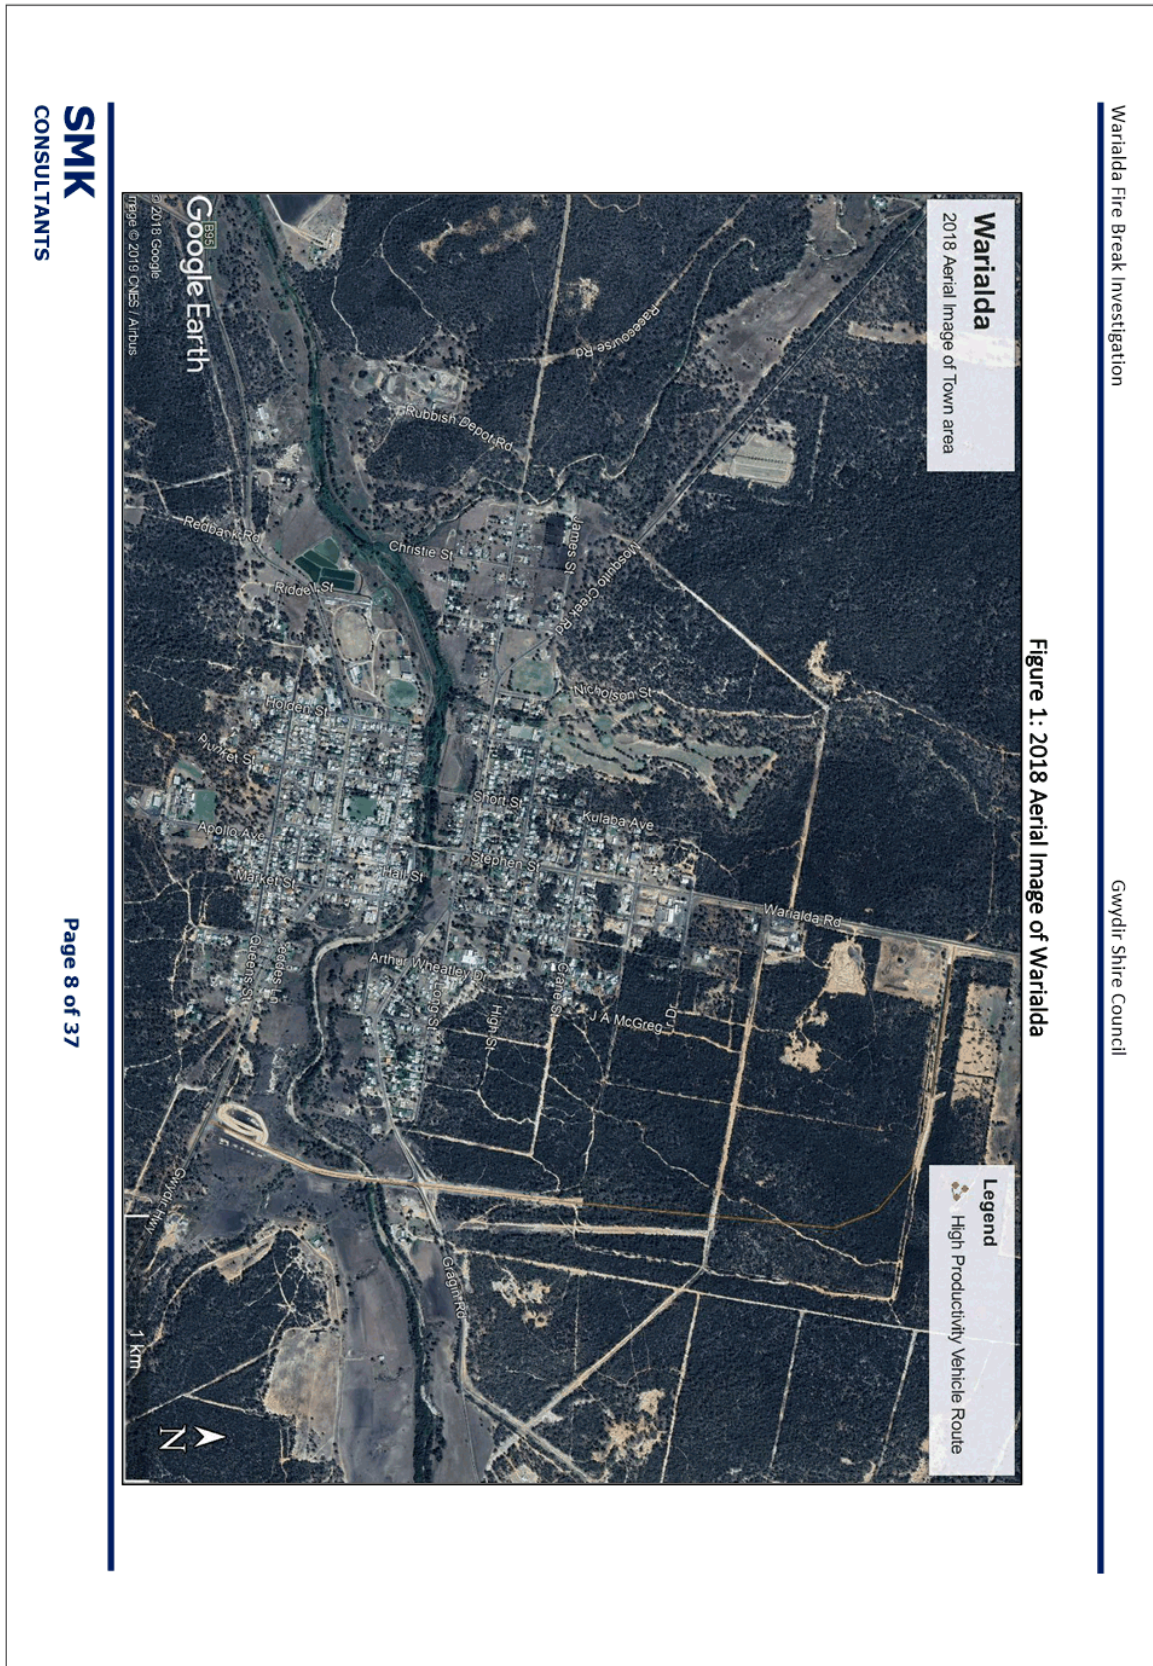 Warialda Fire Break Investigation
Gwydir Shire Council
Figure 1: 2018 Aerial Image of Warialda
Warialda
2018 Aerial Image of Town area
Legend
High Productivity Vehicle Route
Racecourse Rd
Rubbish Depot Rd
James St
Mosquito Creek Rd
Christie St
Redbank Rd
Riddell St
Nicholson St
Holden St
Plunket St
Short St
Kulaba Ave
Apollo Ave
Stephen St
Hall St
Market St
Warialda Rd
Arthur Wheatley Dr
Long St
High St
Crane St
J A McGreg
Dr
Geddes Ln
Queens St
Gwydir Hwy
Gragin Rd
B95
Google Earth
© 2018 Google
mage © 2019 CNES / Airbus
1 km
N
SMK
CONSULTANTS
Page 8 of 37